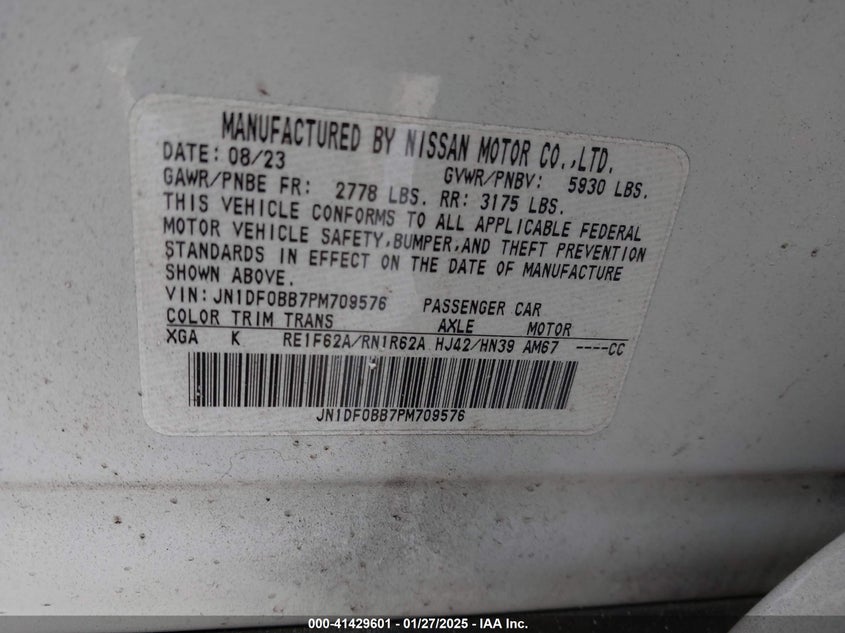 MANUFACTURED BY NISSAN MOTOR CO.,LTD.
DATE: 08/23 GVWR/PNBV: 5930 LBS.
GAWR/PNBE FR: 2778 LBS. RR: 3175 LBS.
THIS VEHICLE CONFORMS TO ALL APPLICABLE FEDERAL
MOTOR VEHICLE SAFETY,BUMPER,AND THEFT PREVENTION
STANDARDS IN EFFECT ON THE DATE OF MANUFACTURE
SHOWN ABOVE.
VIN:JN1DF0BB7PM709576 PASSENGER CAR
COLOR TRIM TRANS AXLE MOTOR
XGA K RE1F62A/RN1R62A HJ42/HN39 AM67 ----CC
JN1DF0BB7PM709576
000-41429601 - 01/27/2025 - IAA Inc.